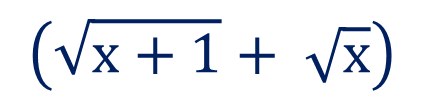 (√x + 1 + √x)